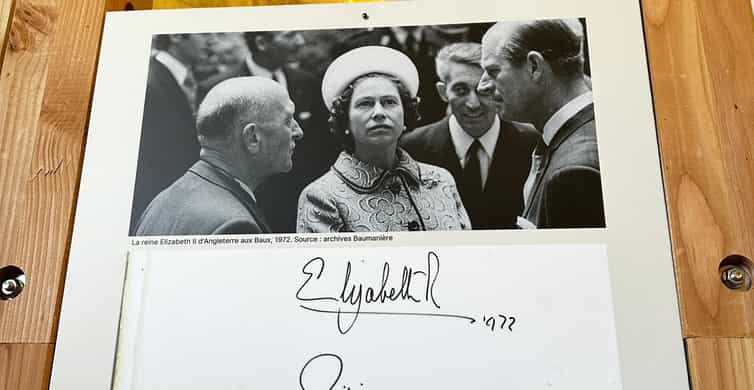 La reine Elizabeth II d'Angleterre aux Baux, 1972. Source : archives Baumanière
Elizabeth R
1972